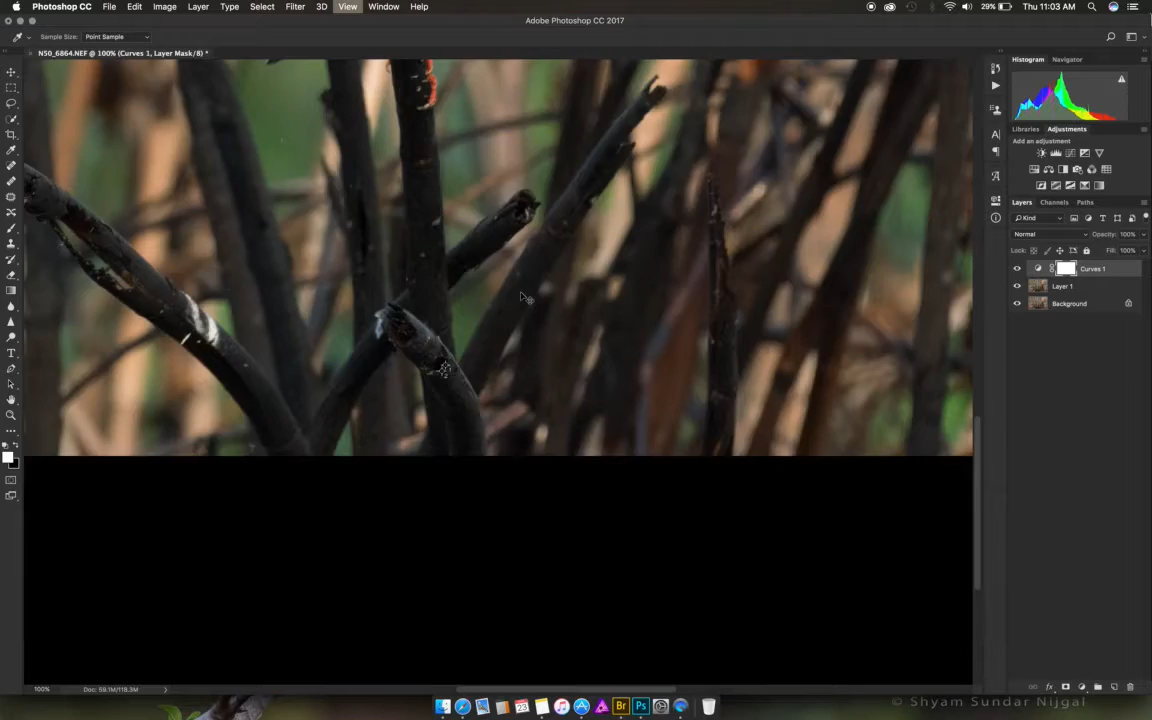 Photoshop CC File Edit Image Layer Type Select Filter 3D View Window Help 29% Thu 11:03 AM
Adobe Photoshop CC 2017
Sample Size: Point Sample
N50_6864.NEF @ 100% (Curves 1, Layer Mask/8) *
Histogram Navigator
Libraries Adjustments
Add an adjustment
Layers Channels Paths
Kind
Normal Opacity: 100%
Lock: Fill: 100%
Curves 1
Layer 1
Background
100% Doc: 59.1M/118.3M
© Shyam Sundar Nijgal